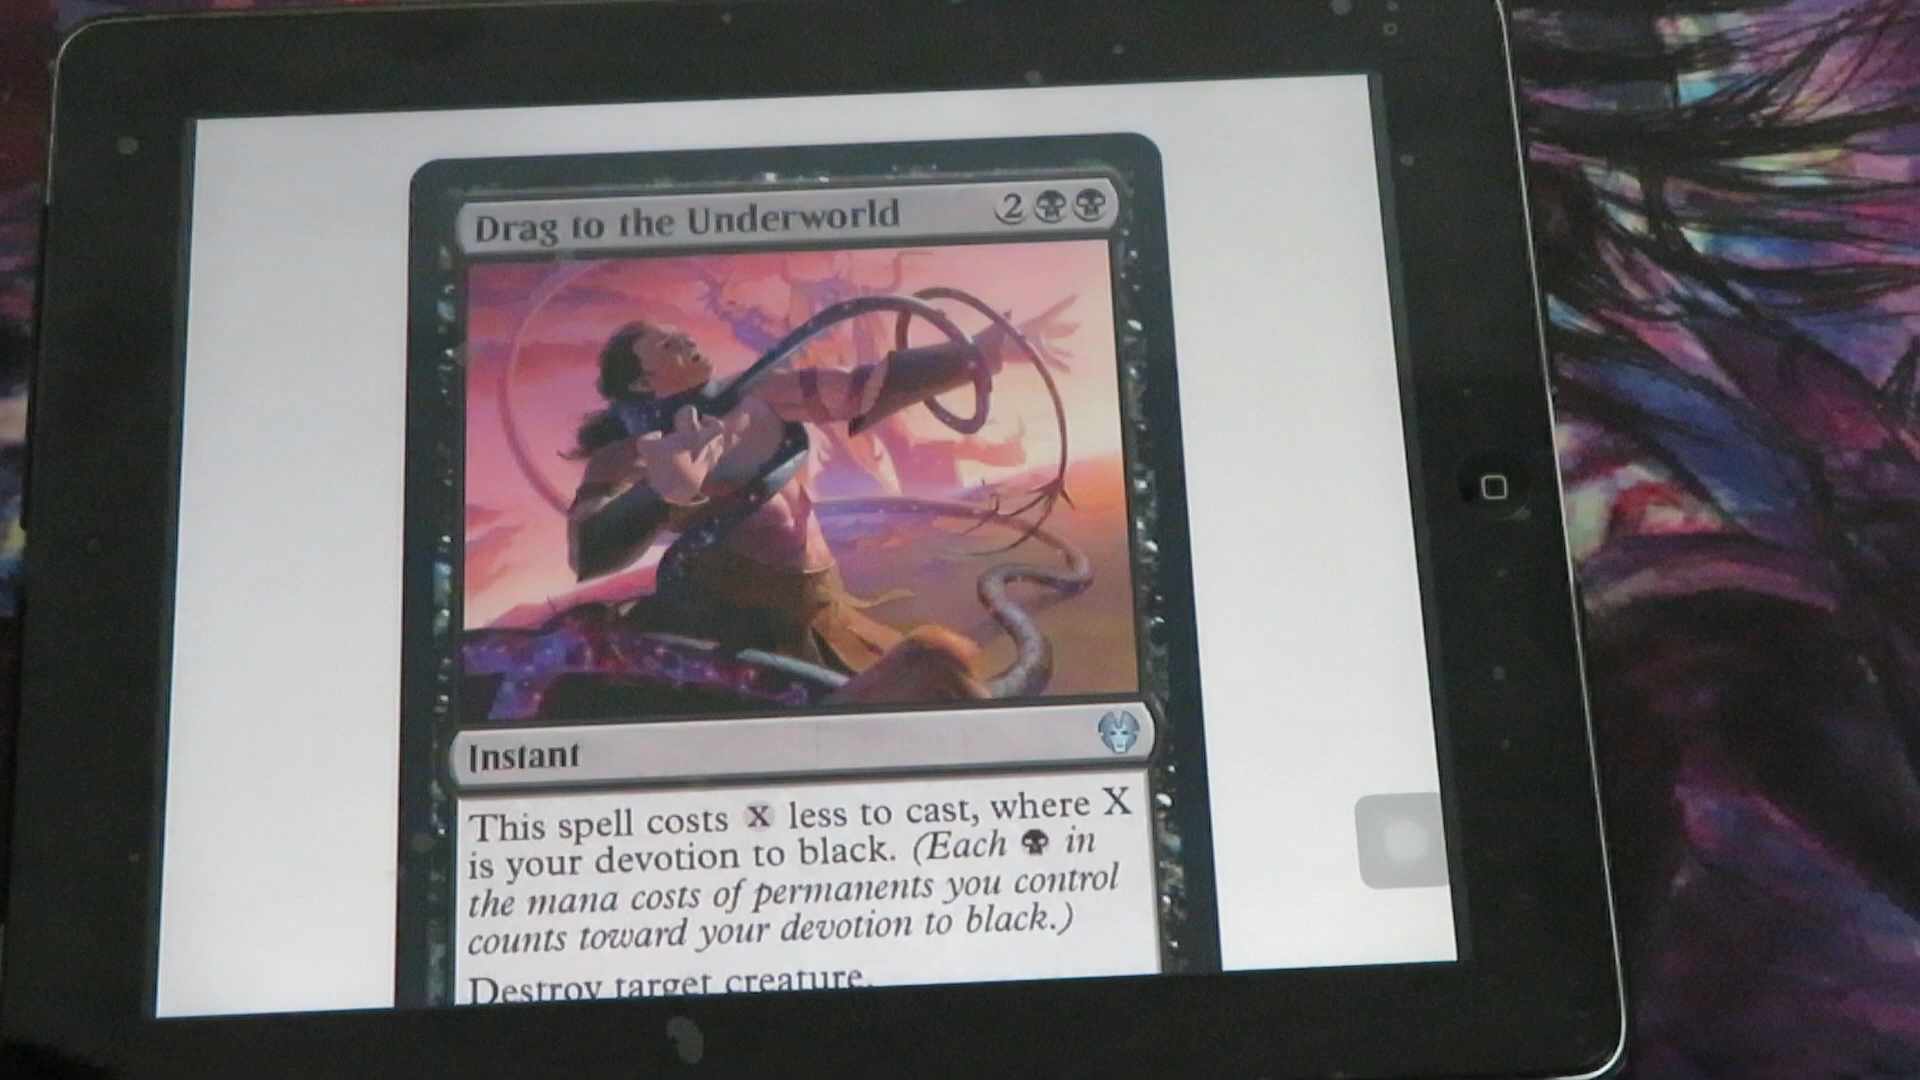 Drag to the Underworld 2
Instant
This spell costs X less to cast, where X
is your devotion to black. (Each in
the mana costs of permanents you control
counts toward your devotion to black.)
Destroy target creature.